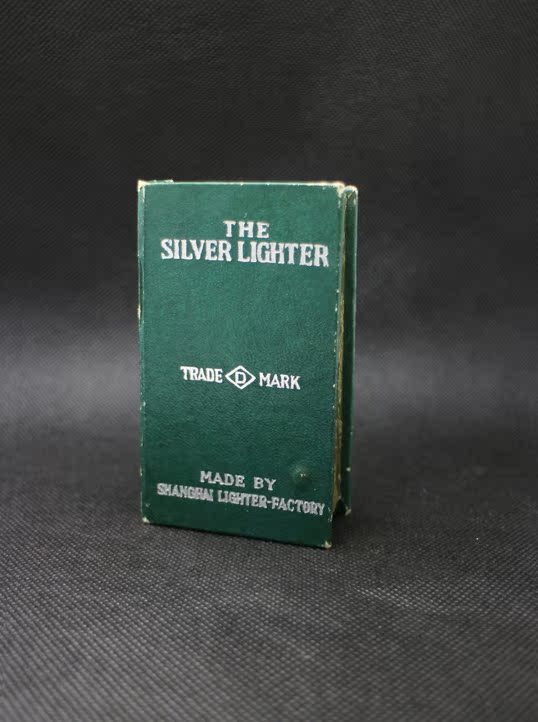 THE
SILVER LIGHTER
TRADE D MARK
MADE BY
SHANGHAI LIGHTER-FACTORY